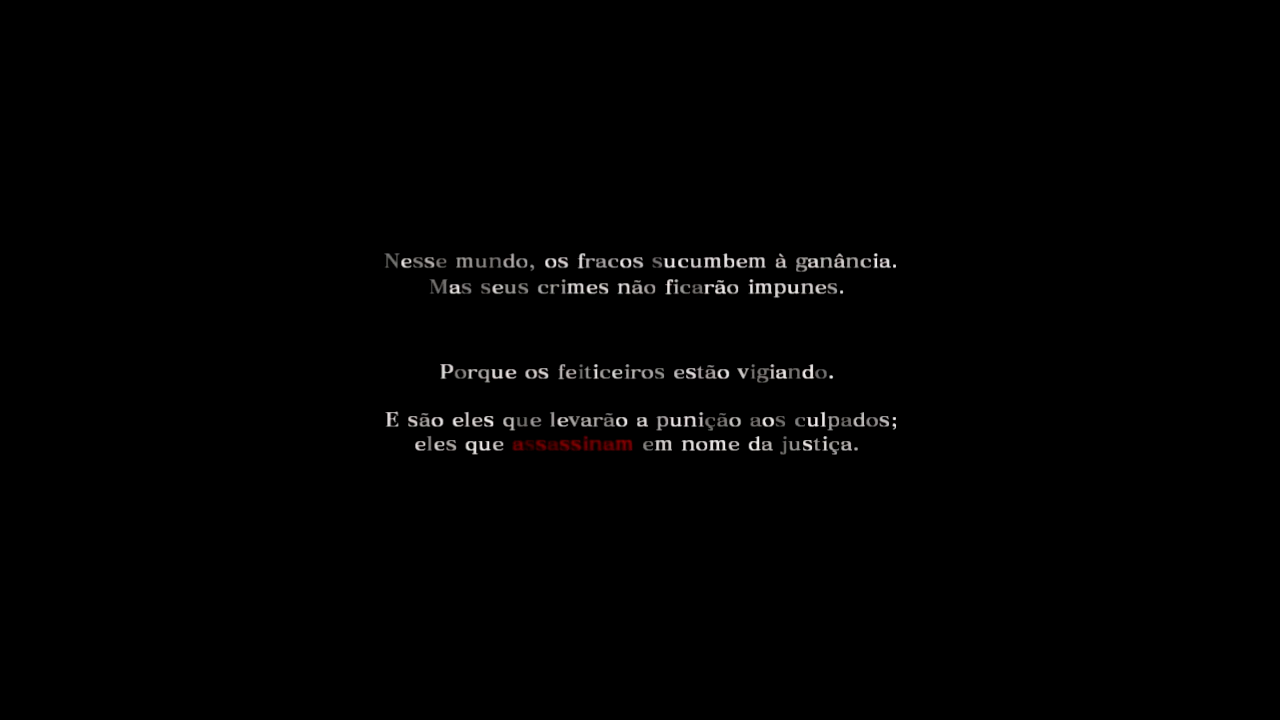 Nesse mundo, os fracos sucumbem à ganância.
Mas seus crimes não ficarão impunes.
Porque os feiticeiros estão vigiando.
E são eles que levarão a punição aos culpados;
eles que assassinam em nome da justiça.